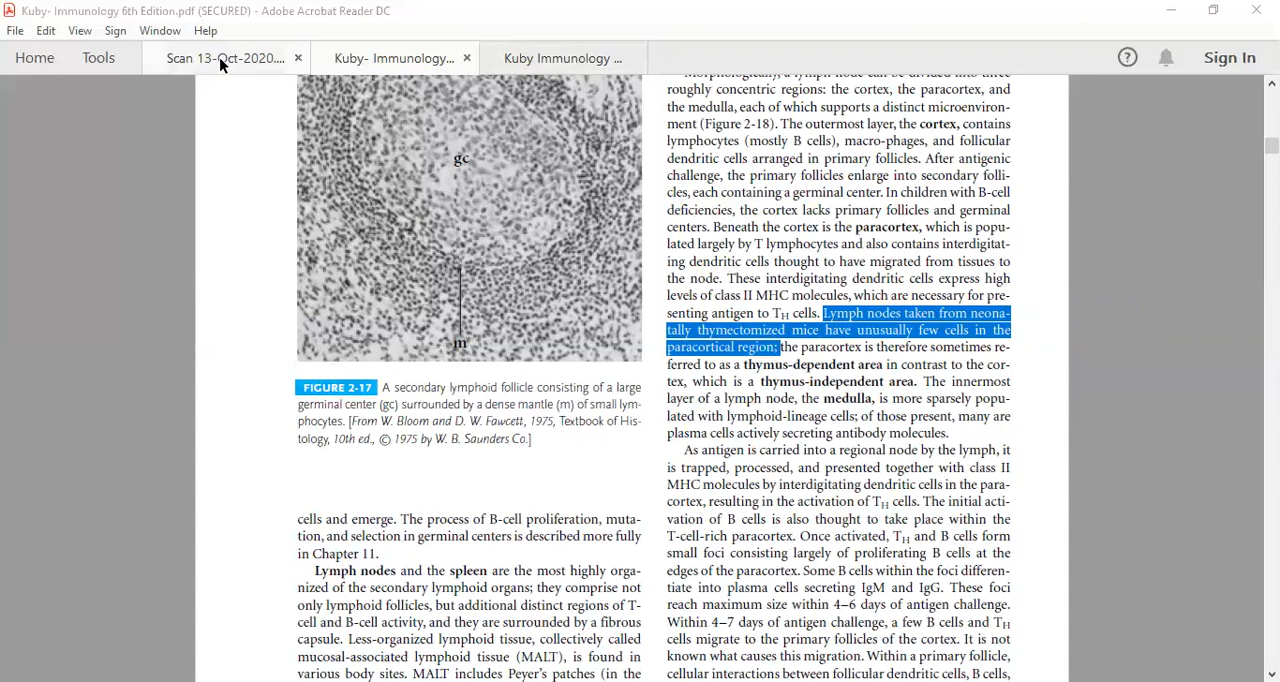 Kuby- Immunology 6th Edition.pdf (SECURED) - Adobe Acrobat Reader DC
File Edit View Sign Window Help
Home Tools Scan 13-Oct-2020.... × Kuby- Immunology... × Kuby Immunology ... Sign In
gc
m
FIGURE 2-17 A secondary lymphoid follicle consisting of a large
germinal center (gc) surrounded by a dense mantle (m) of small lym-
phocytes. [From W. Bloom and D. W. Fawcett, 1975, Textbook of His-
tology, 10th ed., © 1975 by W. B. Saunders Co.]
cells and emerge. The process of B-cell proliferation, muta-
tion, and selection in germinal centers is described more fully
in Chapter 11.
Lymph nodes and the spleen are the most highly orga-
nized of the secondary lymphoid organs; they comprise not
only lymphoid follicles, but additional distinct regions of T-
cell and B-cell activity, and they are surrounded by a fibrous
capsule. Less-organized lymphoid tissue, collectively called
mucosal-associated lymphoid tissue (MALT), is found in
various body sites. MALT includes Peyer's patches (in the
Morphologically, a lymph node can be divided into three
roughly concentric regions: the cortex, the paracortex, and
the medulla, each of which supports a distinct microenviron-
ment (Figure 2-18). The outermost layer, the cortex, contains
lymphocytes (mostly B cells), macro-phages, and follicular
dendritic cells arranged in primary follicles. After antigenic
challenge, the primary follicles enlarge into secondary folli-
cles, each containing a germinal center. In children with B-cell
deficiencies, the cortex lacks primary follicles and germinal
centers. Beneath the cortex is the paracortex, which is popu-
lated largely by T lymphocytes and also contains interdigitat-
ing dendritic cells thought to have migrated from tissues to
the node. These interdigitating dendritic cells express high
levels of class II MHC molecules, which are necessary for pre-
senting antigen to TH cells. Lymph nodes taken from neona-
tally thymectomized mice have unusually few cells in the
paracortical region; the paracortex is therefore sometimes re-
ferred to as a thymus-dependent area in contrast to the cor-
tex, which is a thymus-independent area. The innermost
layer of a lymph node, the medulla, is more sparsely popu-
lated with lymphoid-lineage cells; of those present, many are
plasma cells actively secreting antibody molecules.
As antigen is carried into a regional node by the lymph, it
is trapped, processed, and presented together with class II
MHC molecules by interdigitating dendritic cells in the para-
cortex, resulting in the activation of TH cells. The initial acti-
vation of B cells is also thought to take place within the
T-cell-rich paracortex. Once activated, TH and B cells form
small foci consisting largely of proliferating B cells at the
edges of the paracortex. Some B cells within the foci differen-
tiate into plasma cells secreting IgM and IgG. These foci
reach maximum size within 4–6 days of antigen challenge.
Within 4–7 days of antigen challenge, a few B cells and TH
cells migrate to the primary follicles of the cortex. It is not
known what causes this migration. Within a primary follicle,
cellular interactions between follicular dendritic cells, B cells,